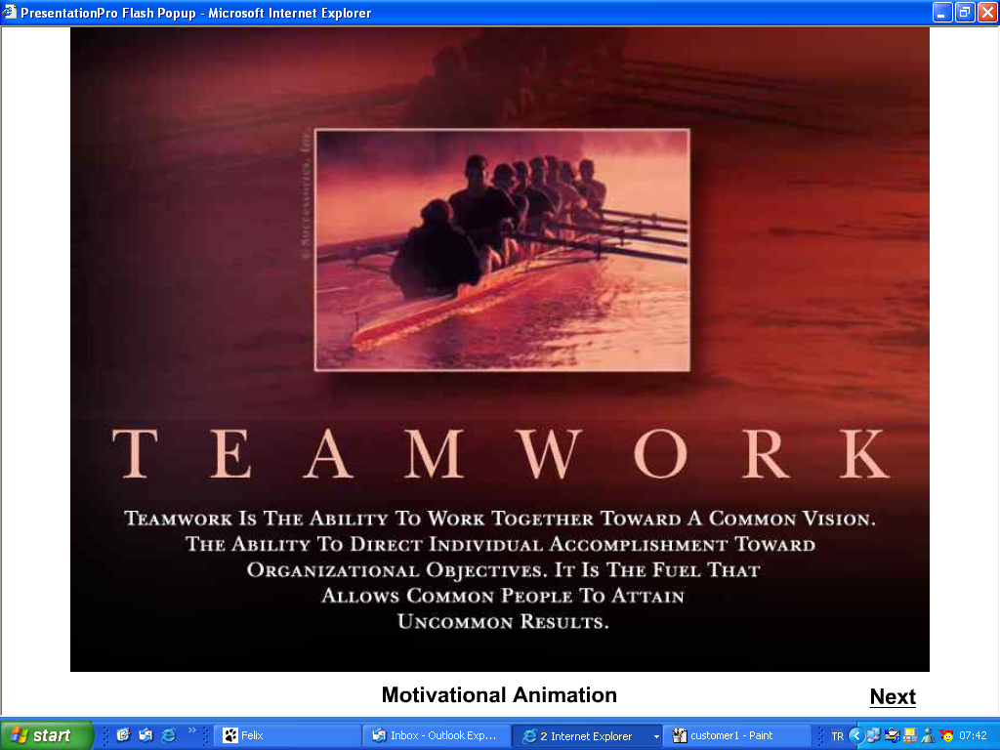 PresentationPro Flash Popup - Microsoft Internet Explorer
© Successories, Inc
TEAMWORK
Teamwork Is The Ability To Work Together Toward A Common Vision.
The Ability To Direct Individual Accomplishment Toward
Organizational Objectives. It Is The Fuel That
Allows Common People To Attain
Uncommon Results.
Motivational Animation
Next
start
Felix
Inbox - Outlook Exp...
2 Internet Explorer
customer1 - Paint
TR
07:42